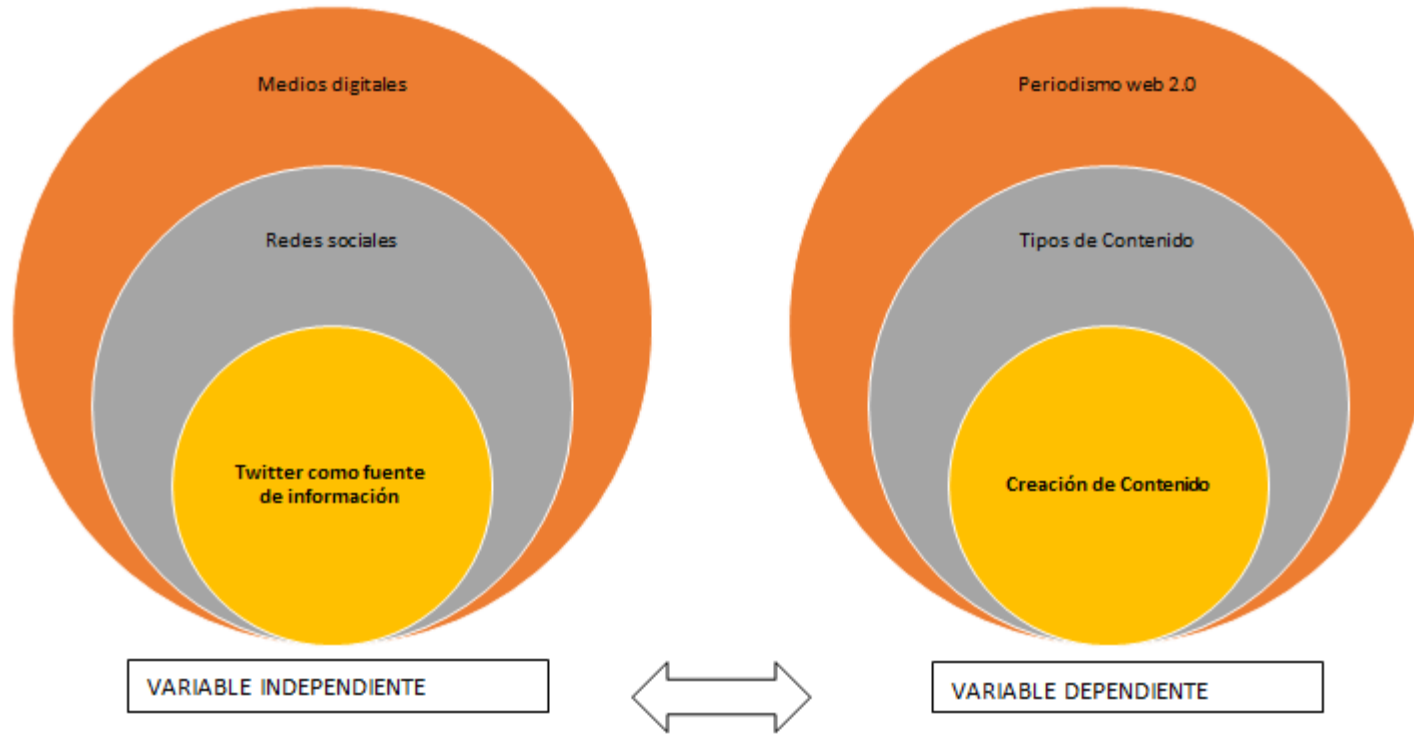 Medios digitales
Redes sociales
Twitter como fuente
de información
VARIABLE INDEPENDIENTE
Periodismo web 2.0
Tipos de Contenido
Creación de Contenido
VARIABLE DEPENDIENTE